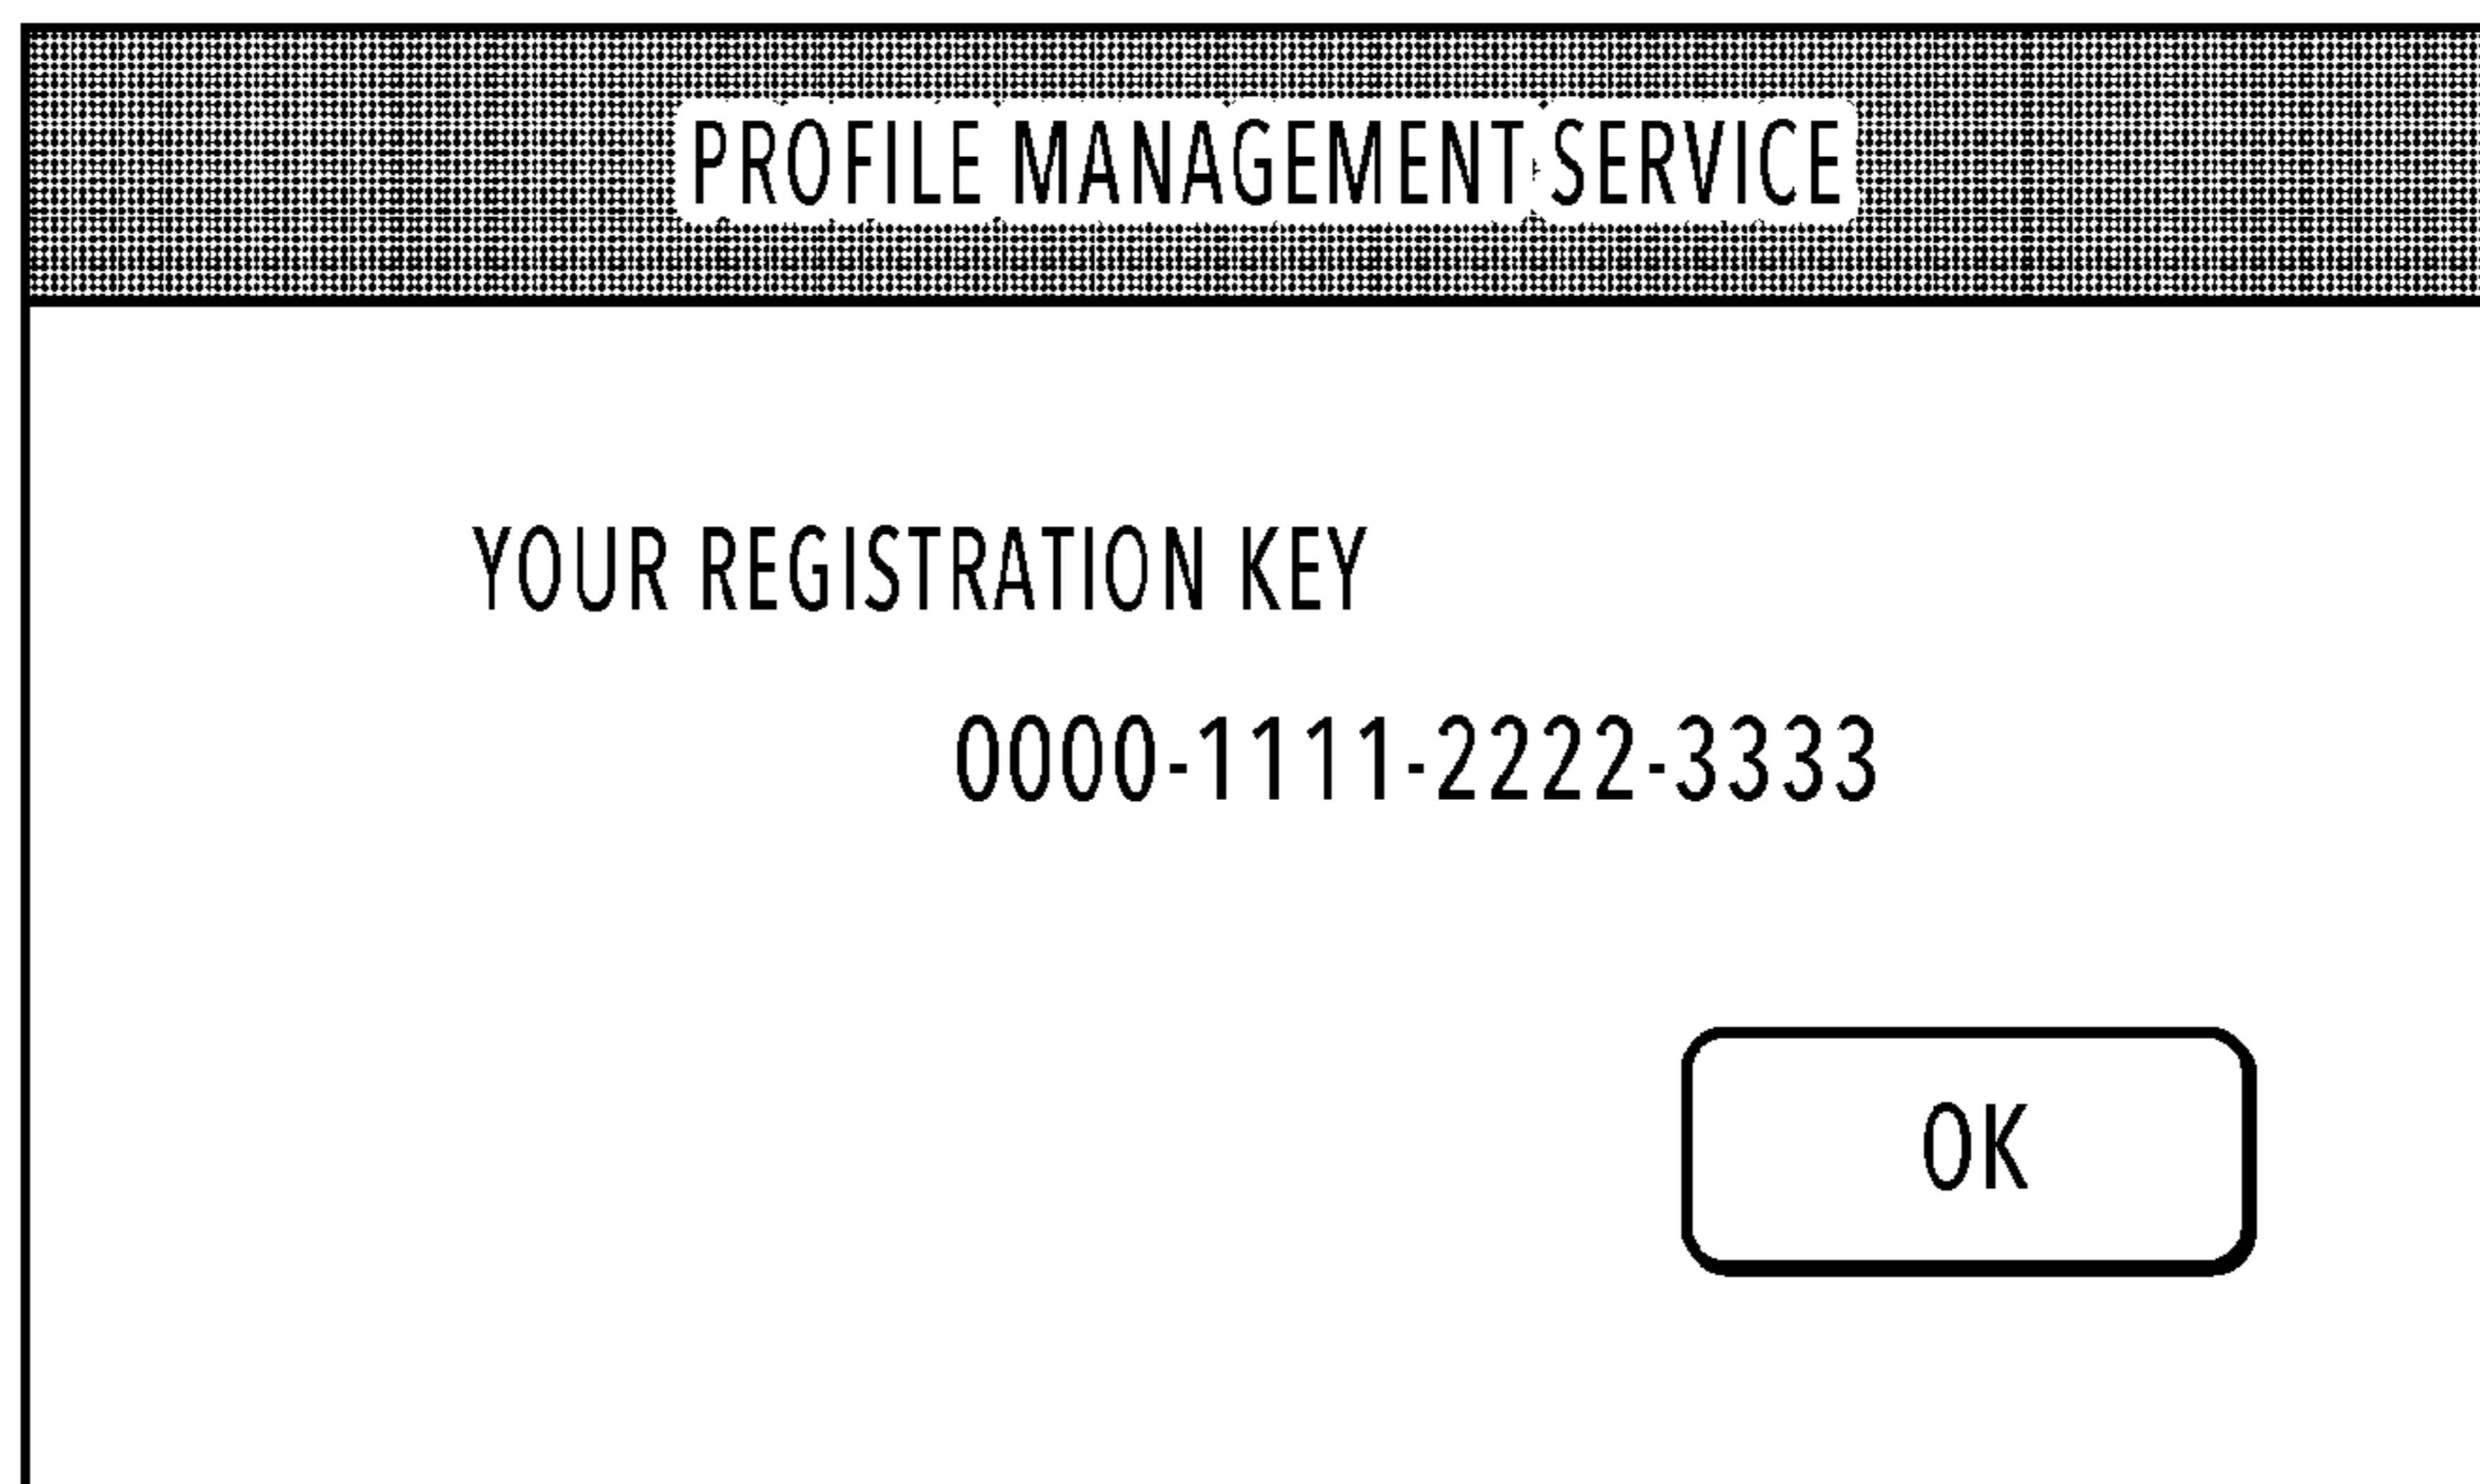 PROFILE MANAGEMENT SERVICE
YOUR REGISTRATION KEY
0000-1111-2222-3333
OK